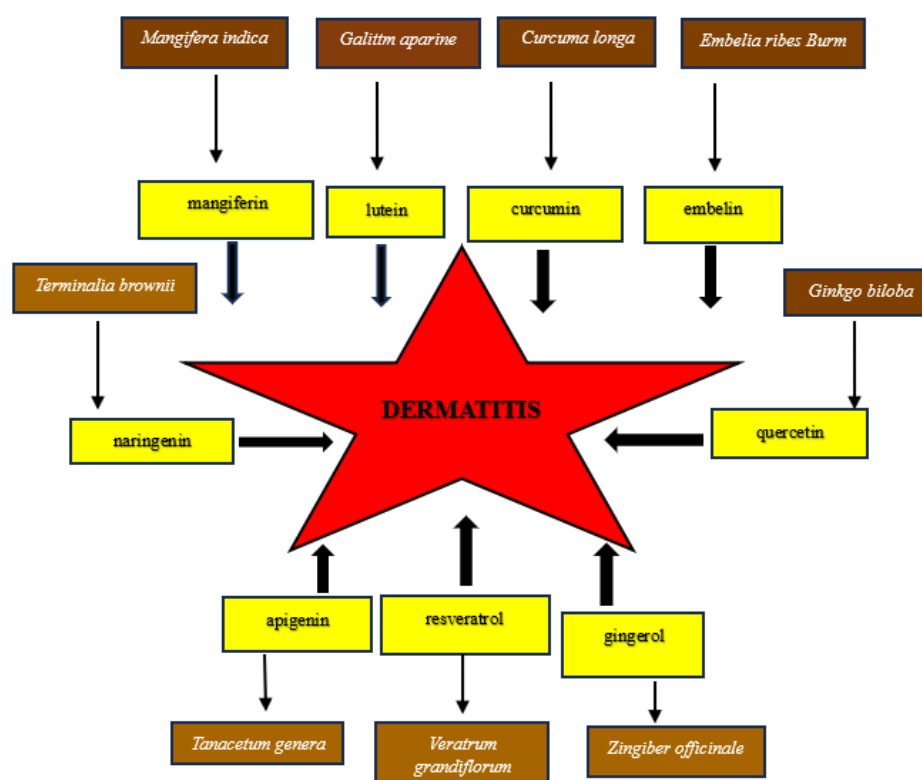 Mangifera indica
Galittm aparine
Curcuma longa
Embelia ribes Burm
mangiferin
lutein
curcumin
embelin
Terminalia brownii
Ginkgo biloba
DERMATITIS
naringenin
quercetin
apigenin
resveratrol
gingerol
Tanacetum genera
Veratrum
grandiflorum
Zingiber officinale